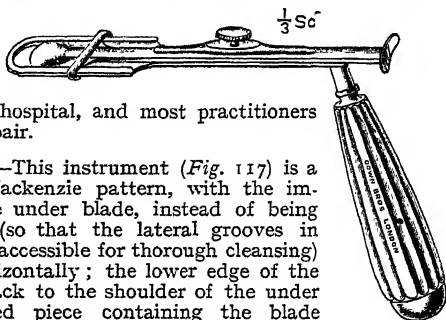 1/3 Sc
hospital, and most practitioners
pair.
—This instrument (Fig. 117) is a
ackenzie pattern, with the im-
e under blade, instead of being
(so that the lateral grooves in
accessible for thorough cleansing)
izontally; the lower edge of the
ck to the shoulder of the under
ed piece containing the blade
DOWN BROS LONDON